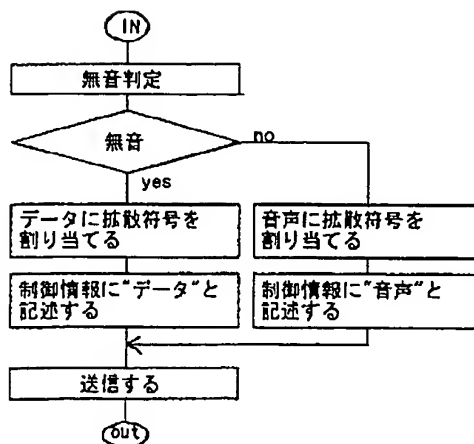 IN
無音判定
無音
no
yes
データに拡散符号を
割り当てる
音声に拡散符号を
割り当てる
制御情報に"データ"と
記述する
制御情報に"音声"と
記述する
送信する
out